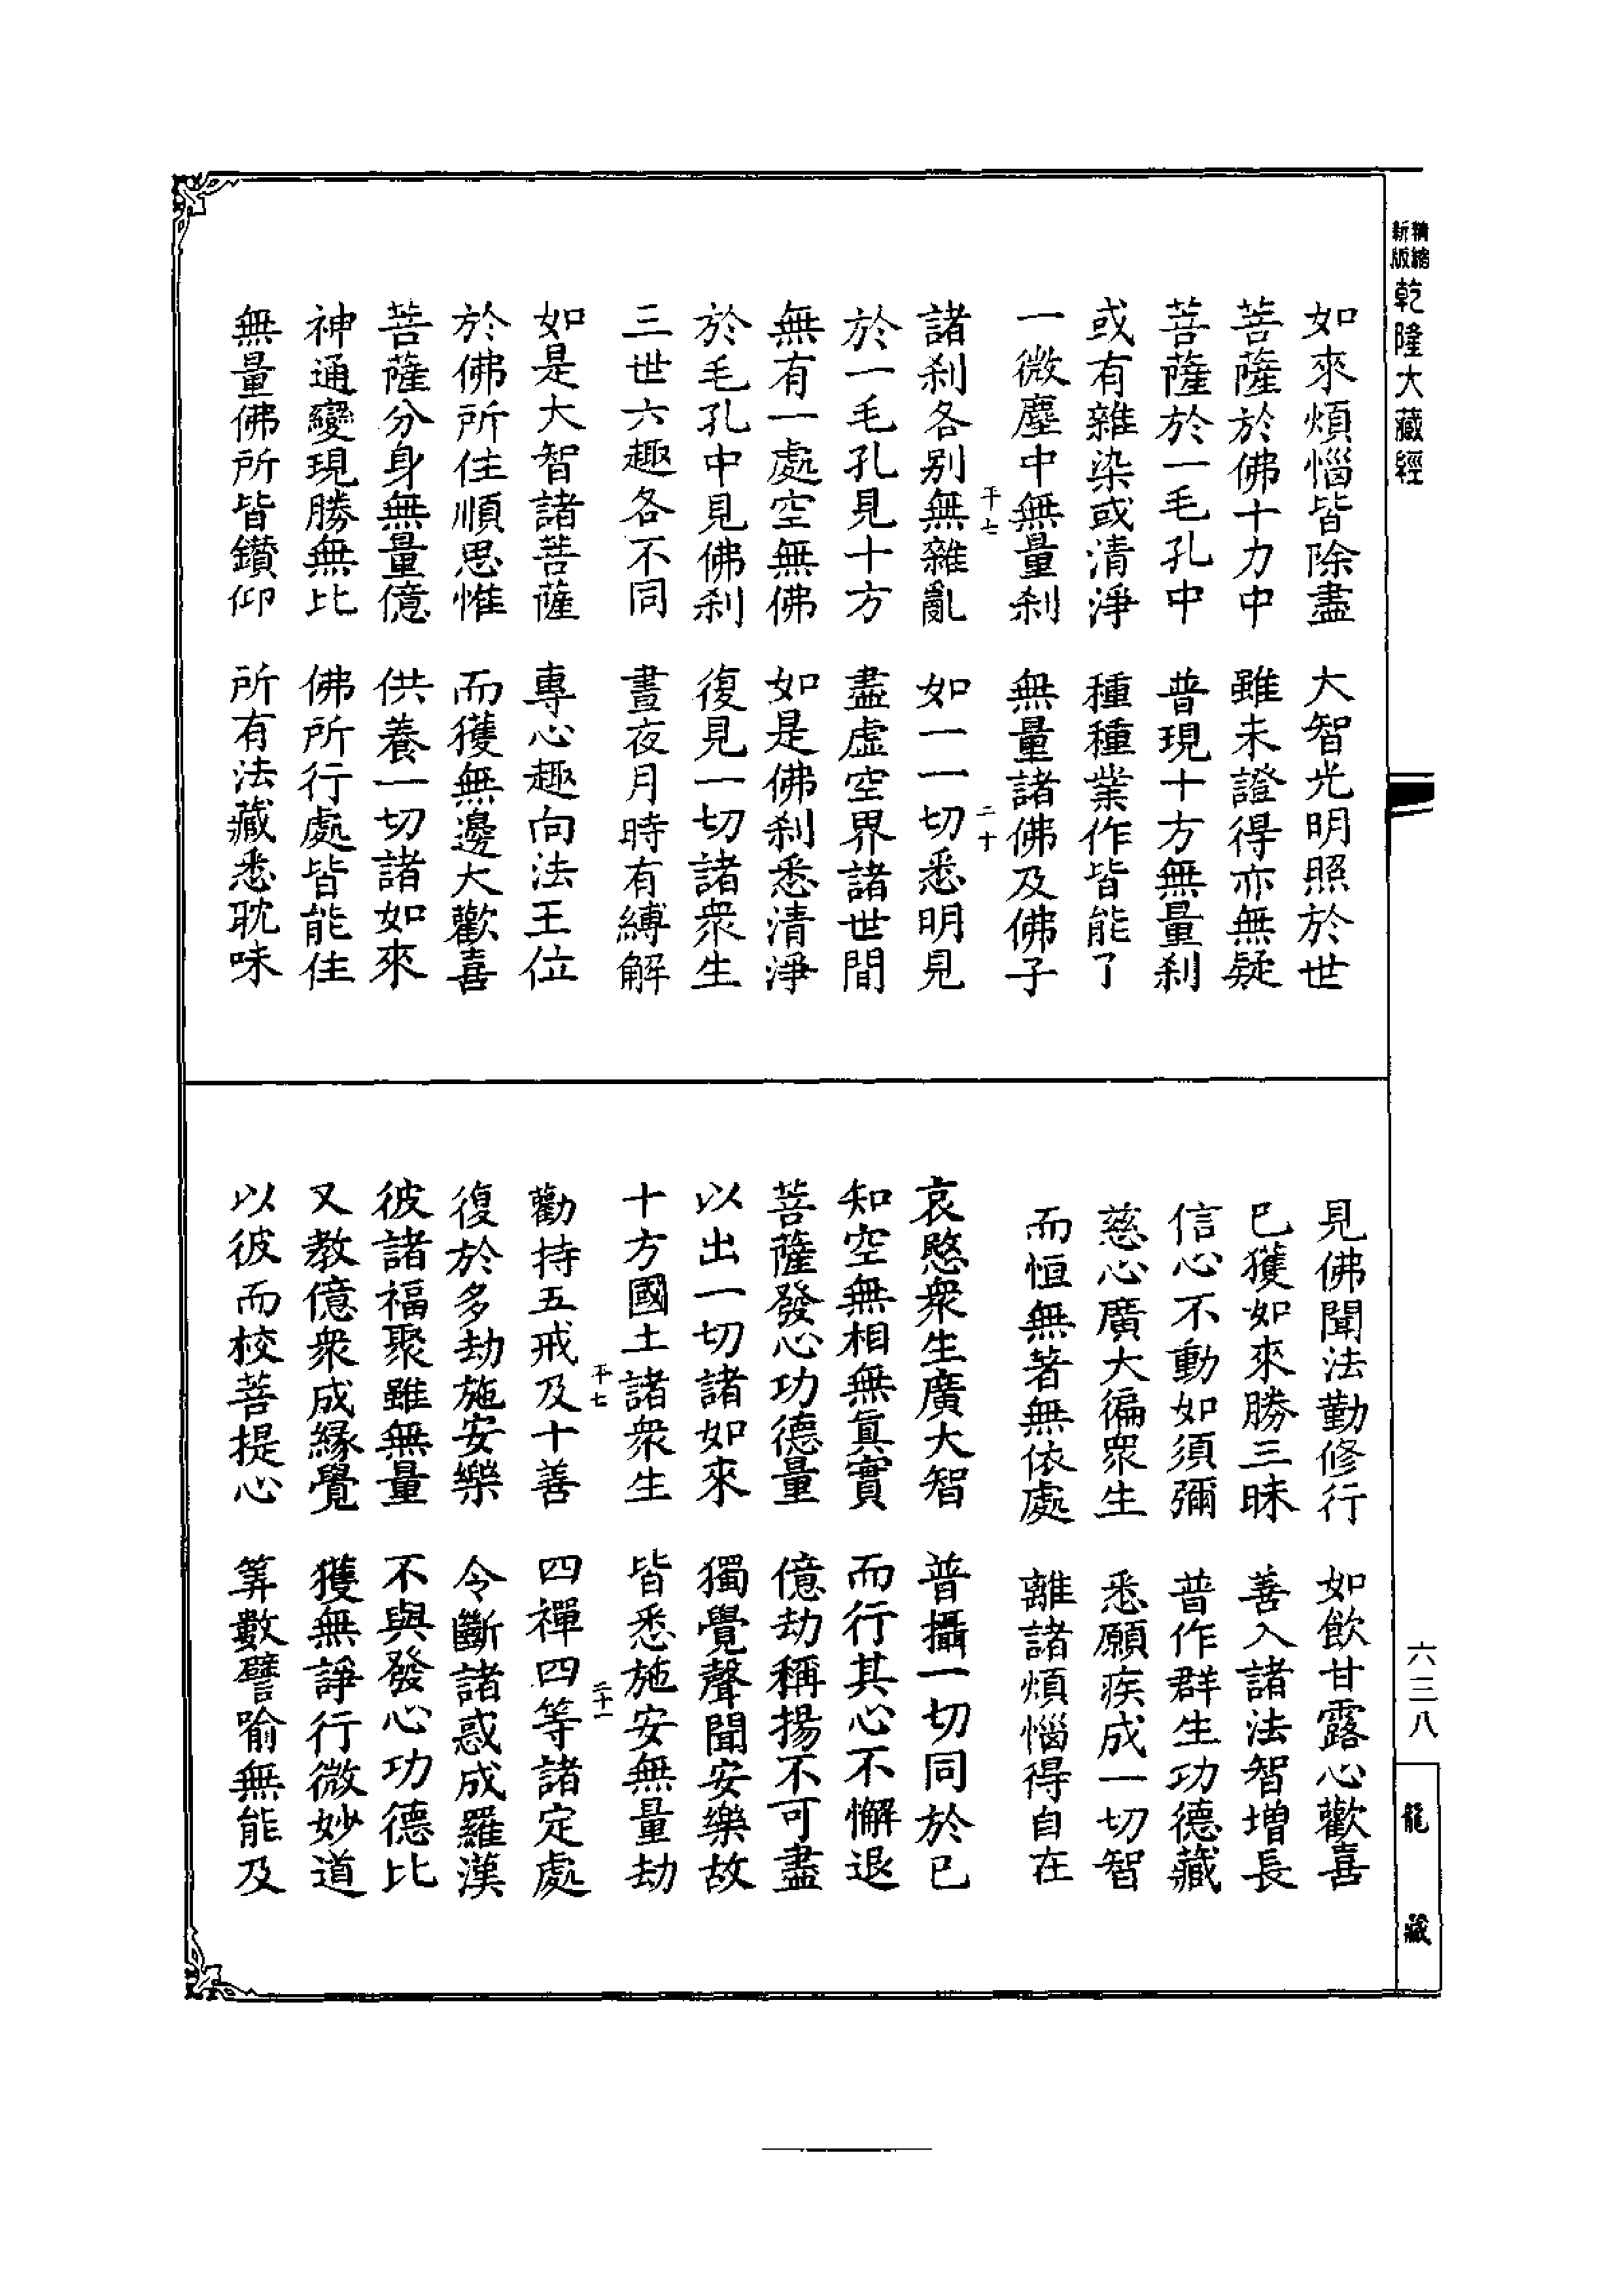 精縮
新版
乾隆大藏經
如來煩惱皆除盡　大智光明照於世
菩薩於佛十力中　雖未證得亦無疑
菩薩於一毛孔中　普現十方無量刹
或有雜染或清淨　種種業作皆能了
一微塵中無量刹　無量諸佛及佛子
平七　二十
諸刹各别無雜亂　如一一切悉明見
於一毛孔見十方　盡虛空界諸世間
無有一處空無佛　如是佛刹悉清淨
於毛孔中見佛刹　復見一切諸衆生
三世六趣各不同　晝夜月時有縛解
如是大智諸菩薩　專心趣向法王位
於佛所住順思惟　而獲無邊大歡喜
菩薩分身無量億　供養一切諸如來
神通變現勝無比　佛所行處皆能住
無量佛所皆鑽仰　所有法藏悉耽味
見佛聞法勤修行　如飲甘露心歡喜
巳獲如來勝三昧　善入諸法智增長
信心不動如須彌　普作群生功德藏
慈心廣大徧眾生　悉願疾成一切智
而恒無著無依處　離諸煩惱得自在
哀愍衆生廣大智　普攝一切同於巳
知空無相無眞實　而行其心不懈退
菩薩發心功德量　億劫稱揚不可盡
以出一切諸如來　獨覺聲聞安樂故
十方國土諸衆生　皆悉施安無量劫
平七　二十一
勸持五戒及十善　四禪四等諸定處
復於多劫施安樂　令斷諸惑成羅漢
彼諸福聚雖無量　不與發心功德比
又教億衆成緣覺　獲無諍行微妙道
以彼而校菩提心　筭數譬喻無能及
六三八
龍藏